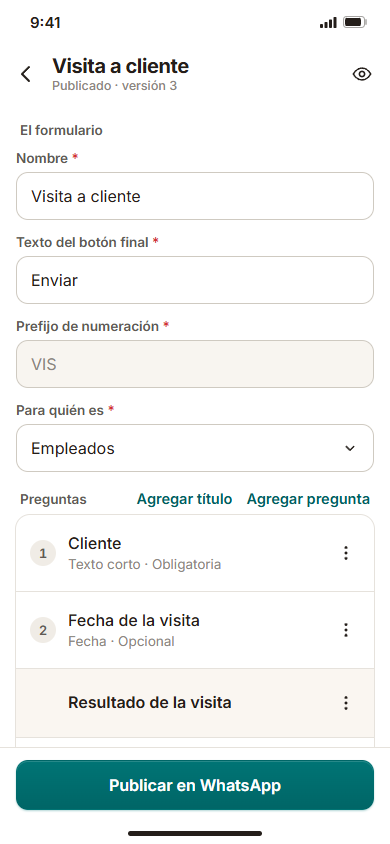 9:41
Visita a cliente
Publicado · versión 3
El formulario
Nombre *
Visita a cliente
Texto del botón final *
Enviar
Prefijo de numeración *
VIS
Para quién es *
Empleados
Preguntas Agregar título Agregar pregunta
1 Cliente
Texto corto · Obligatoria
2 Fecha de la visita
Fecha · Opcional
Resultado de la visita
Publicar en WhatsApp